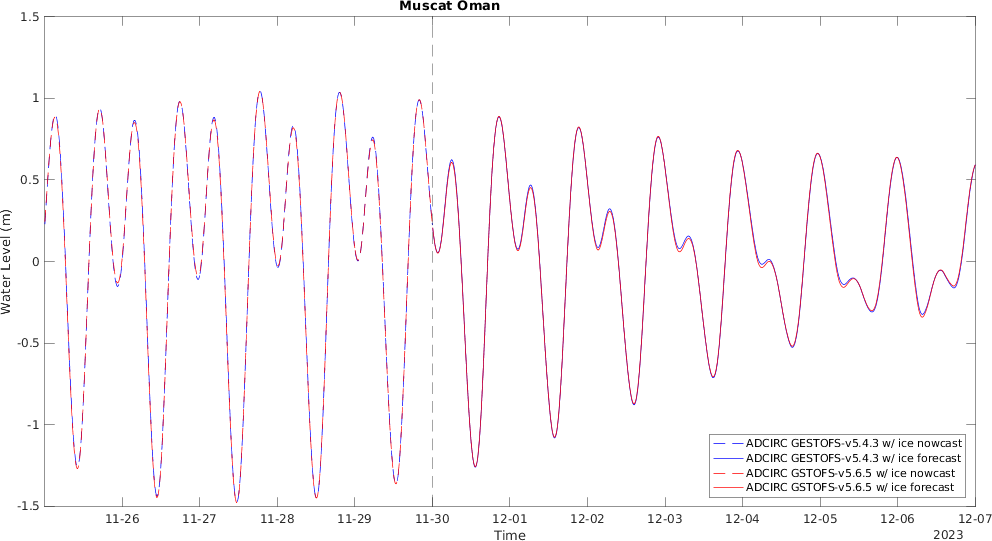 Muscat Oman
1.5
1
0.5
0
-0.5
-1
-1.5
Water Level (m)
11-26 11-27 11-28 11-29 11-30 12-01 12-02 12-03 12-04 12-05 12-06 12-07
Time
2023
ADCIRC GESTOFS-v5.4.3 w/ ice nowcast
ADCIRC GESTOFS-v5.4.3 w/ ice forecast
ADCIRC GSTOFS-v5.6.5 w/ ice nowcast
ADCIRC GSTOFS-v5.6.5 w/ ice forecast